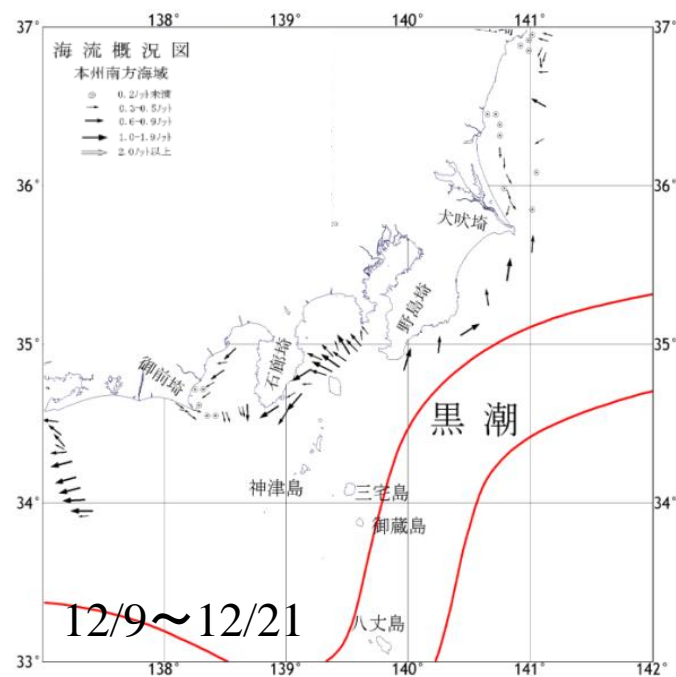 138° 139° 140° 141°
37° 37°
海流概況図
本州南方海域
0.2ノット未満
0.3-0.5ノット
0.6-0.9ノット
1.0-1.9ノット
2.0ノット以上
36° 36°
犬吠埼
35° 35°
野島埼
石廊埼
御前埼
黒潮
34° 34°
神津島
三宅島
御蔵島
八丈島
12/9～12/21
33°
138° 139° 140° 141° 142°